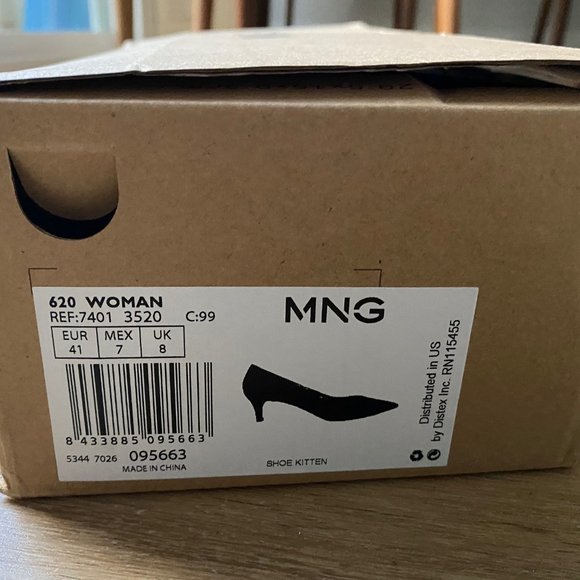 620 WOMAN
REF:7401 3520 C:99
MNG
EUR MEX UK
41 7 8
8 433885 095663
5344 7026 095663
MADE IN CHINA
SHOE KITTEN
Distributed in US
by Distex Inc. RN115455